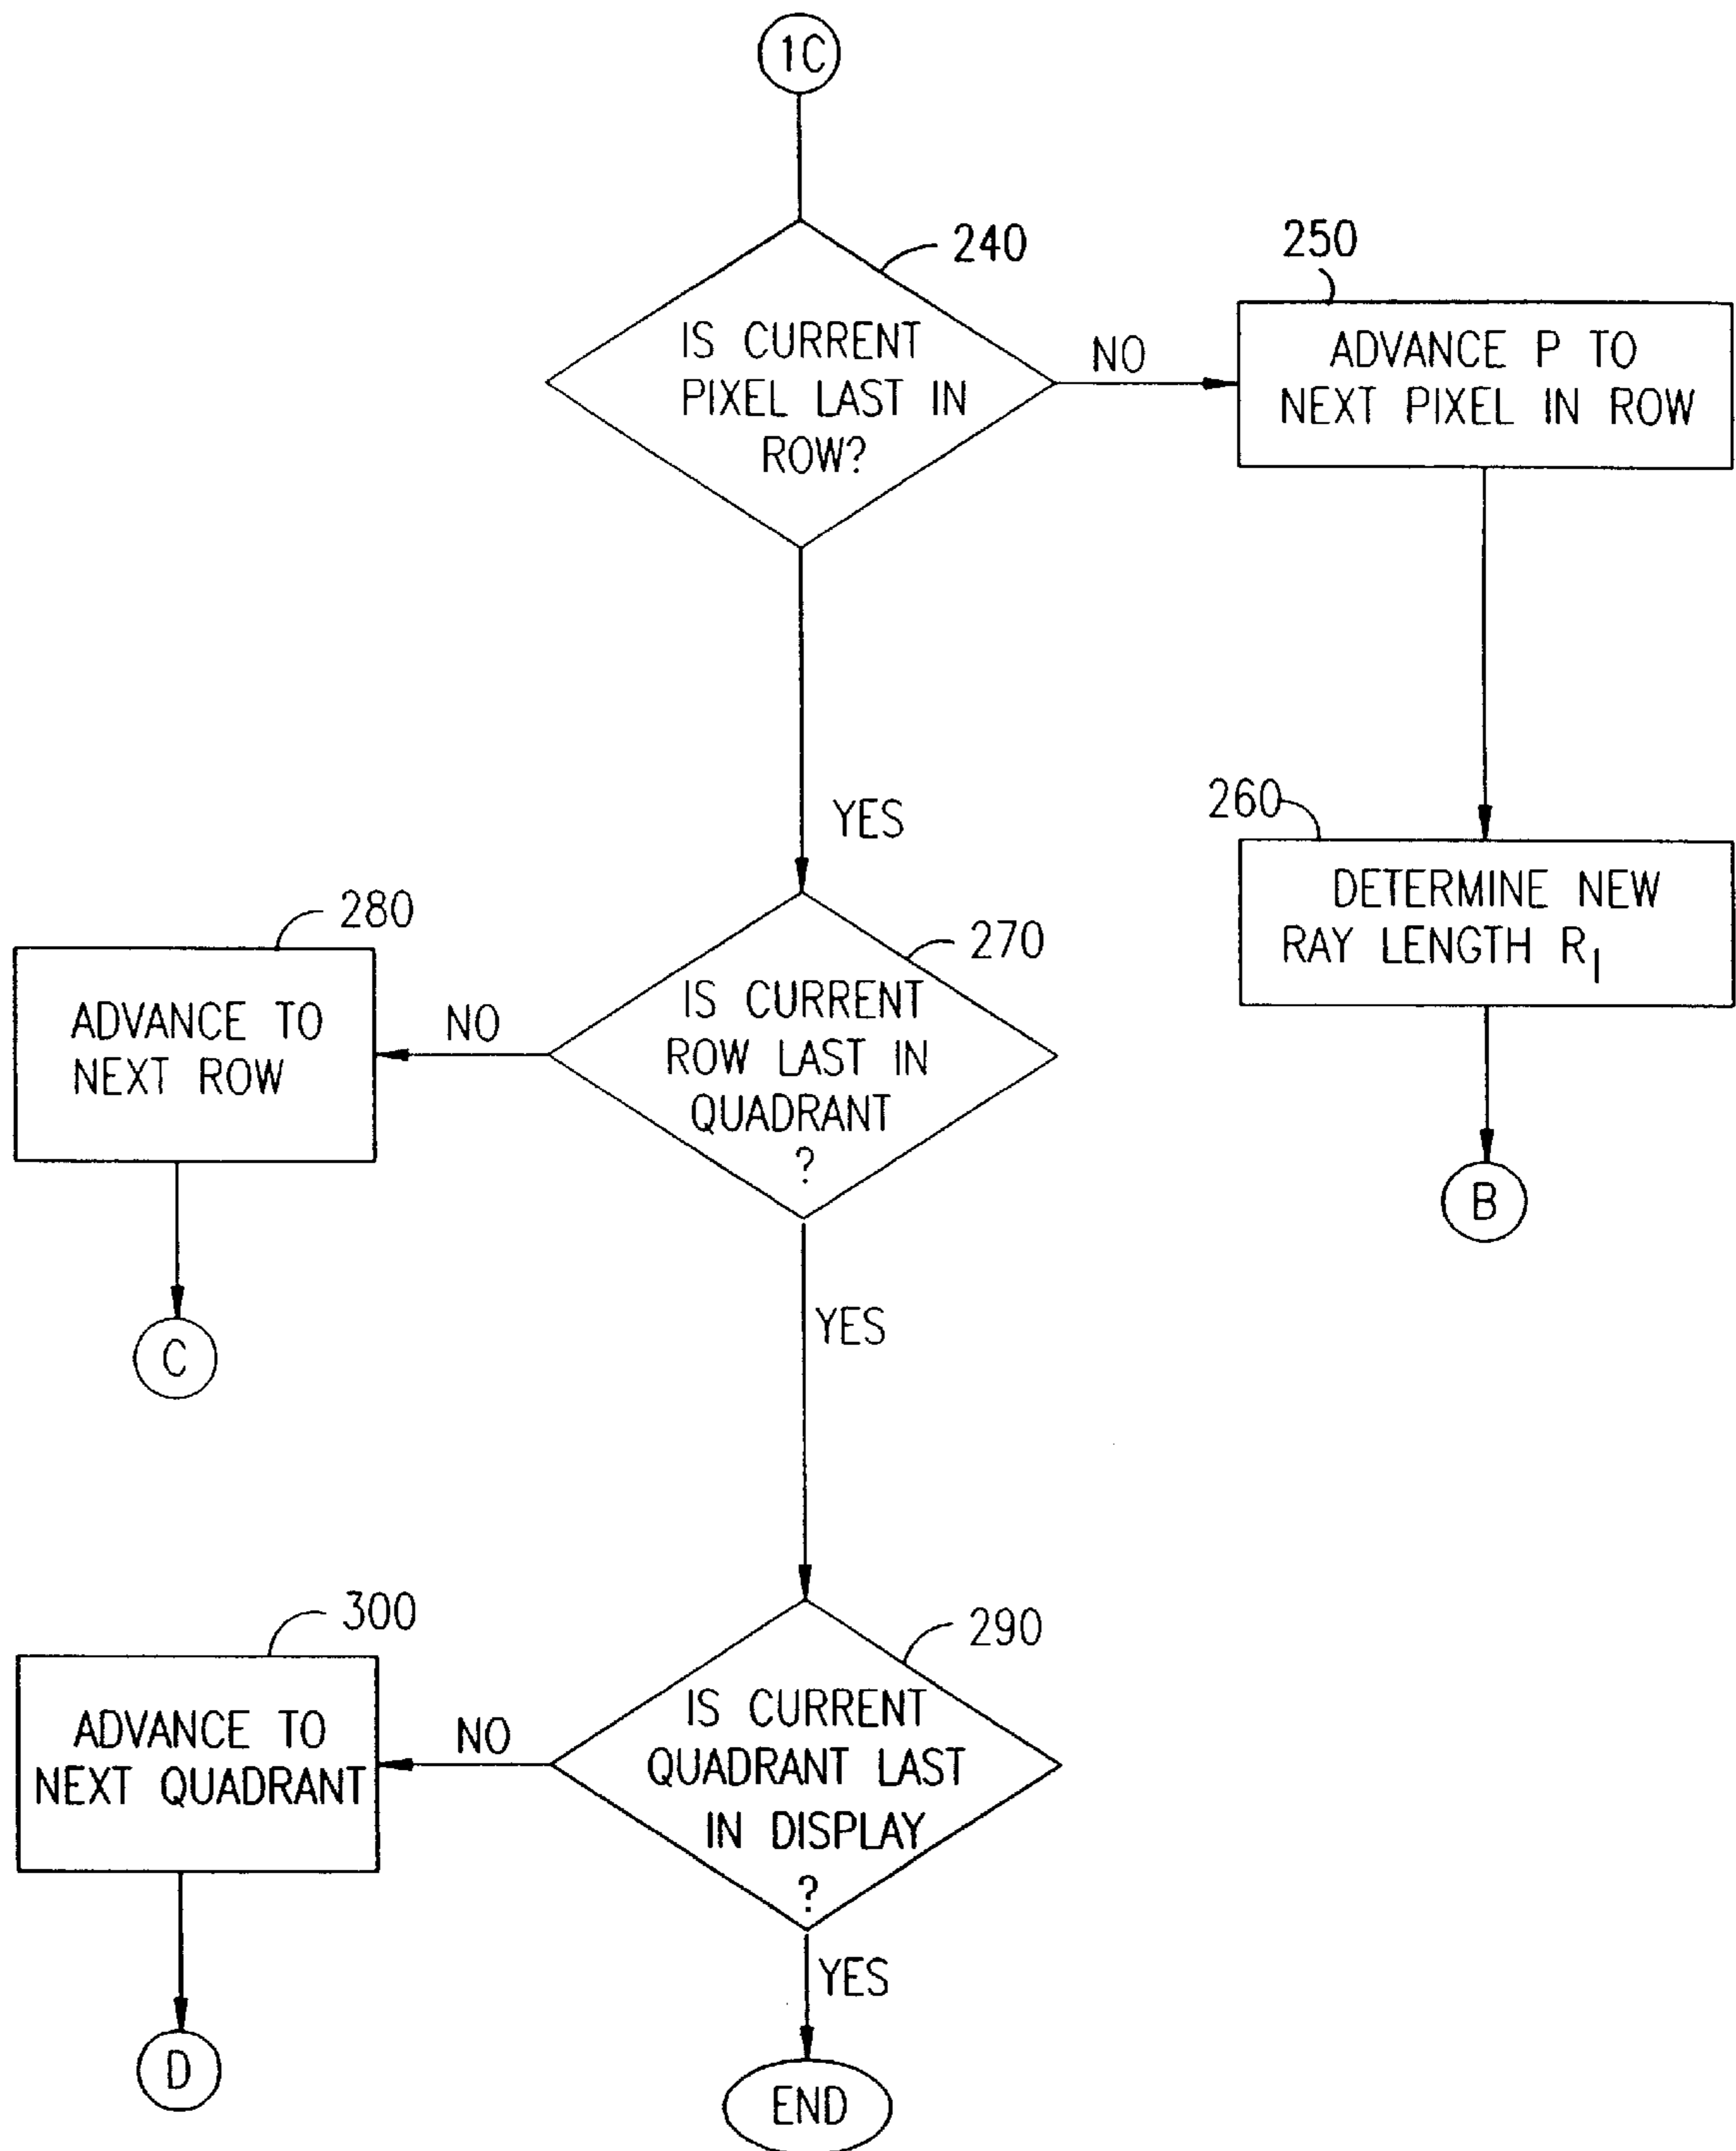 1C
240
IS CURRENT
PIXEL LAST IN
ROW?
NO
250
ADVANCE P TO
NEXT PIXEL IN ROW
YES
260
DETERMINE NEW
RAY LENGTH R1
B
270
IS CURRENT
ROW LAST IN
QUADRANT
?
NO
280
ADVANCE TO
NEXT ROW
C
YES
290
IS CURRENT
QUADRANT LAST
IN DISPLAY
?
NO
300
ADVANCE TO
NEXT QUADRANT
D
YES
END